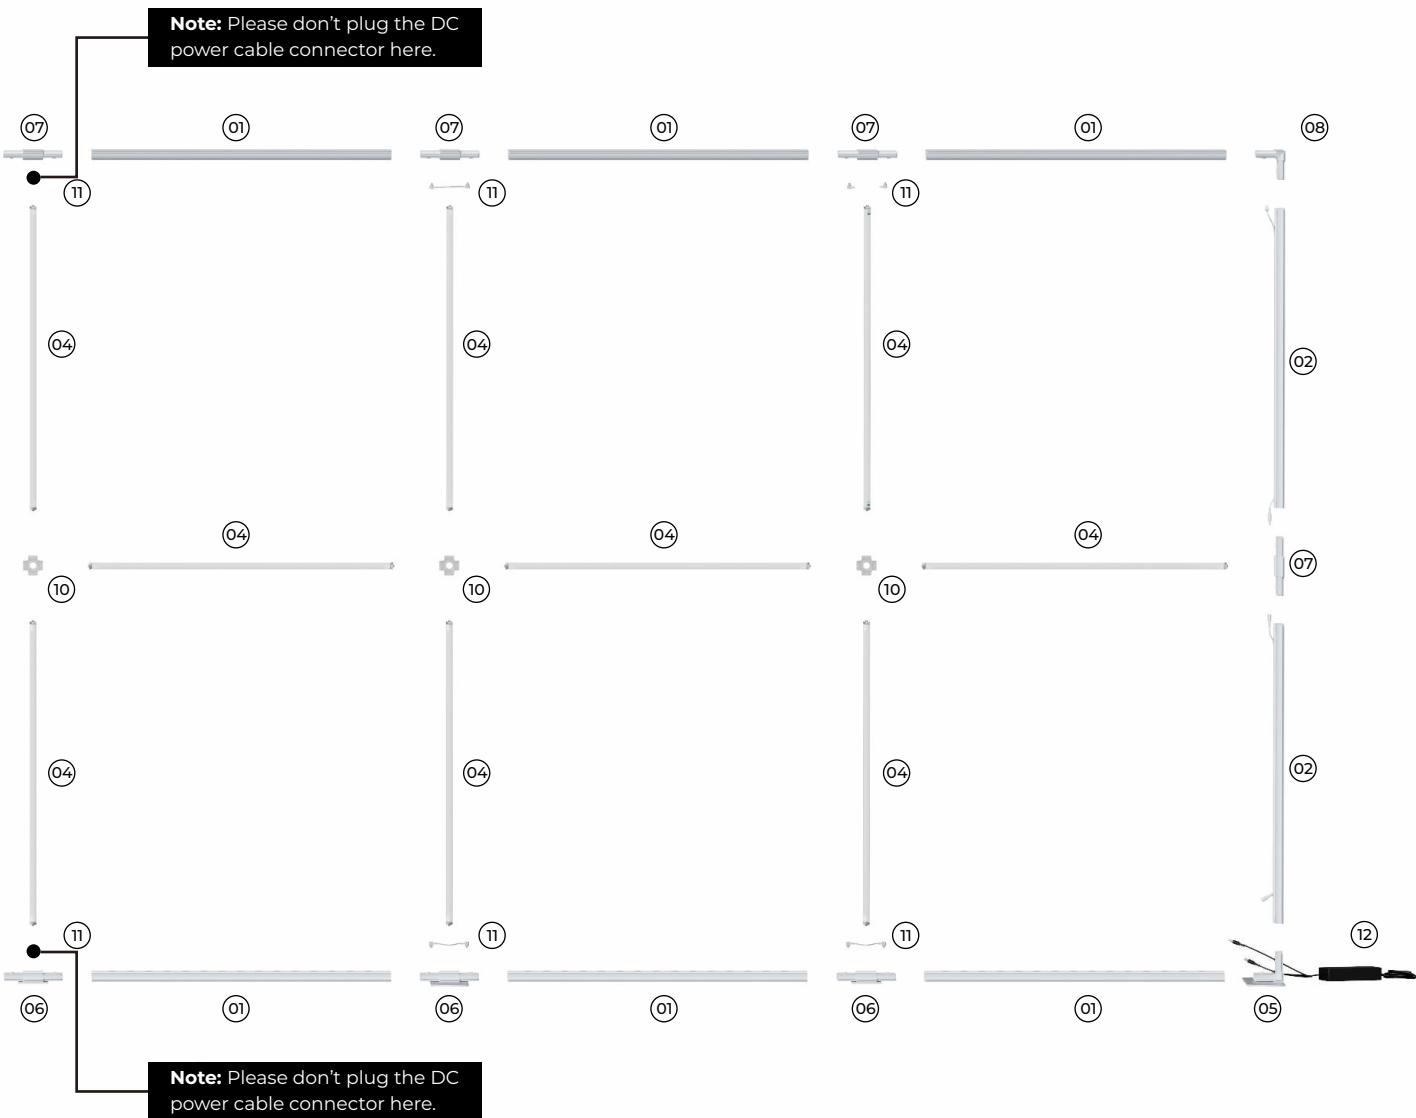 Note: Please don't plug the DC
power cable connector here.
07 01 07 01 07 01 08
11 11 11
04 04 04 02
04 04 04
10 10 10 07
04 04 04 02
11 11 11 12
06 01 06 01 06 01 05
Note: Please don't plug the DC
power cable connector here.